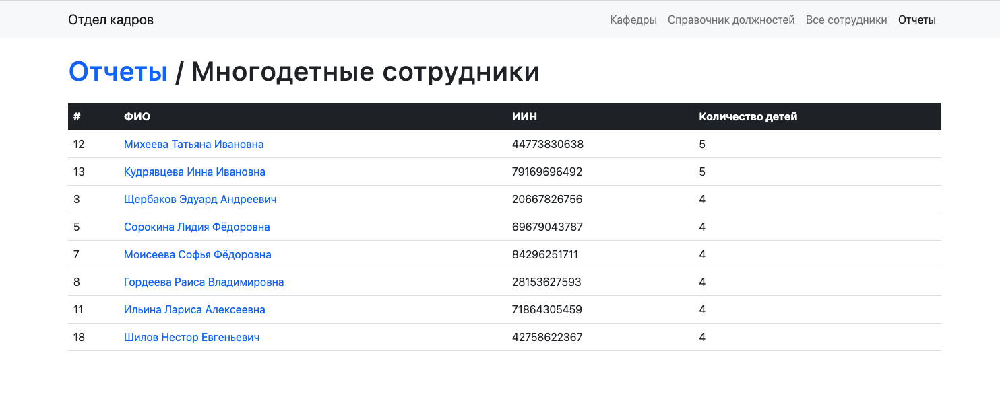 Отдел кадров Кафедры Справочник должностей Все сотрудники Отчеты
Отчеты / Многодетные сотрудники
# ФИО ИИН Количество детей
12 Михеева Татьяна Ивановна 44773830638 5
13 Кудрявцева Инна Ивановна 79169696492 5
3 Щербаков Эдуард Андреевич 20667826756 4
5 Сорокина Лидия Фёдоровна 69679043787 4
7 Моисеева Софья Фёдоровна 84296251711 4
8 Гордеева Раиса Владимировна 28153627593 4
11 Ильина Лариса Алексеевна 71864305459 4
18 Шилов Нестор Евгеньевич 42758622367 4